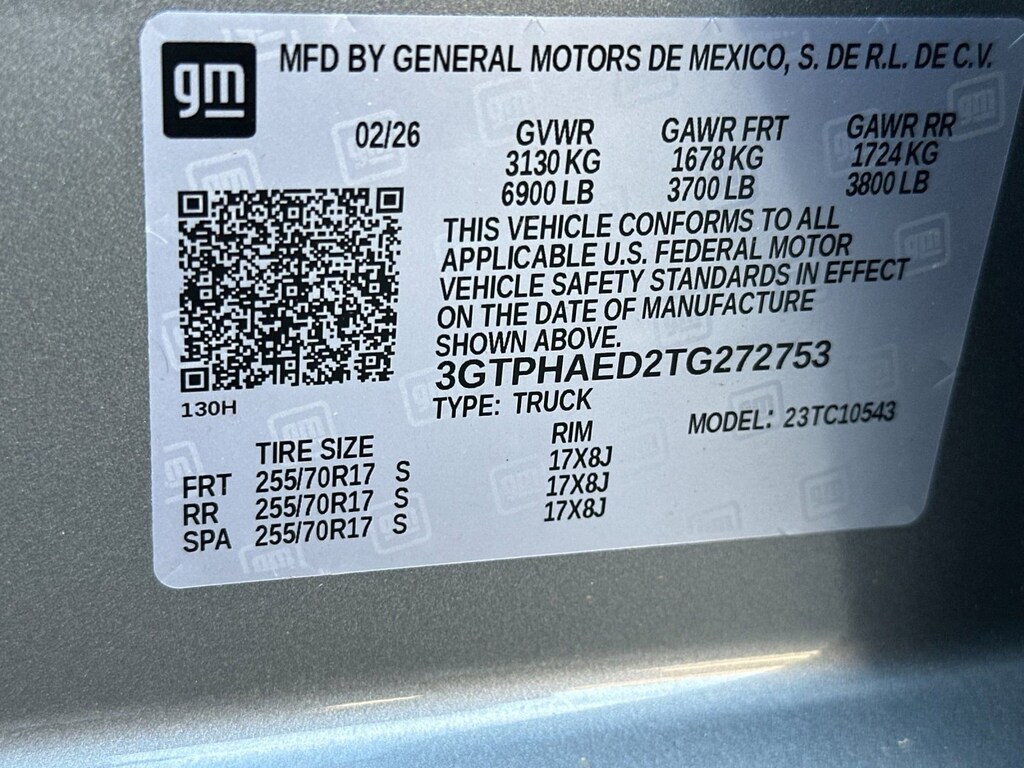 gm
MFD BY GENERAL MOTORS DE MEXICO, S. DE R.L. DE C.V.
02/26 GVWR GAWR FRT GAWR RR
3130 KG 1678 KG 1724 KG
6900 LB 3700 LB 3800 LB
THIS VEHICLE CONFORMS TO ALL
APPLICABLE U.S. FEDERAL MOTOR
VEHICLE SAFETY STANDARDS IN EFFECT
ON THE DATE OF MANUFACTURE
SHOWN ABOVE.
3GTPHAED2TG272753
130H
TYPE: TRUCK MODEL: 23TC10543
TIRE SIZE RIM
FRT 255/70R17 S 17X8J
RR 255/70R17 S 17X8J
SPA 255/70R17 S 17X8J